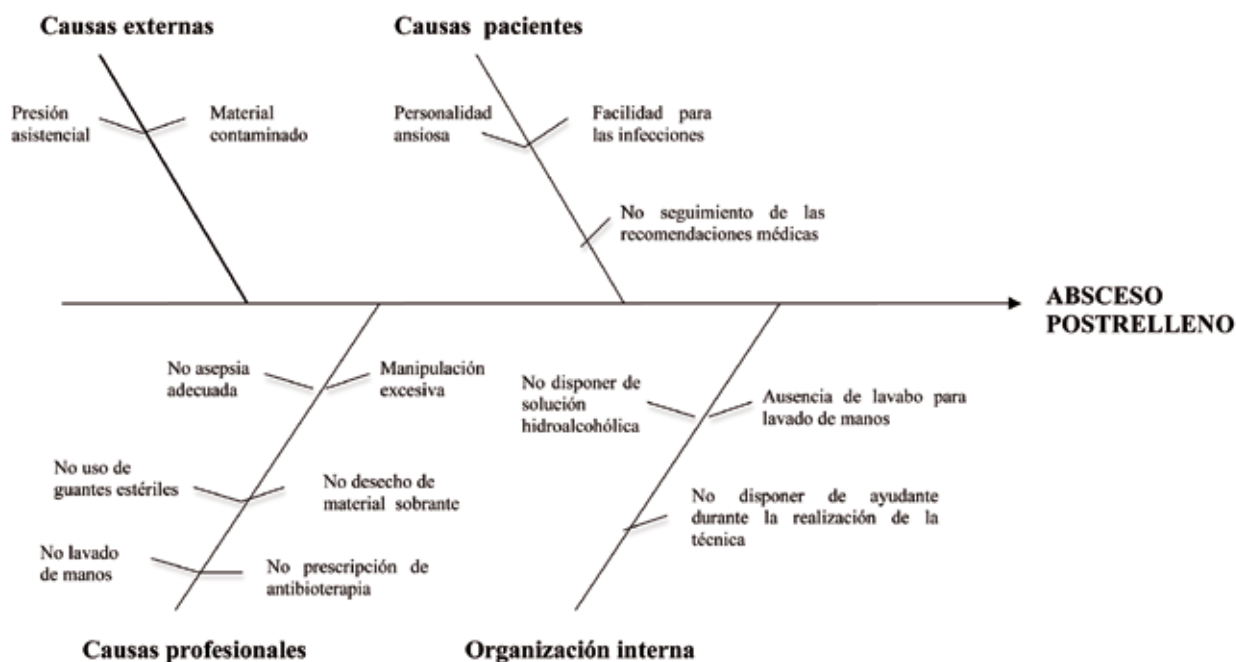 Causas externas
Causas pacientes
Presión
asistencial
Material
contaminado
Personalidad
ansiosa
Facilidad para
las infecciones
No seguimiento de las
recomendaciones médicas
ABSCESO
POSTRELLENO
No asepsia
adecuada
Manipulación
excesiva
No disponer de
solución
hidroalcohólica
Ausencia de lavabo para
lavado de manos
No uso de
guantes estériles
No desecho de
material sobrante
No disponer de ayudante
durante la realización de la
técnica
No lavado
de manos
No prescripción de
antibioterapia
Causas profesionales
Organización interna